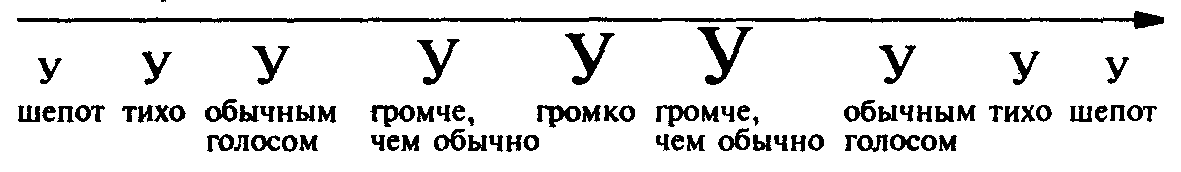 У У У У У У У У У
шепот тихо обычным громче, громко громче, обычным тихо шепот
голосом чем обычно чем обычно голосом